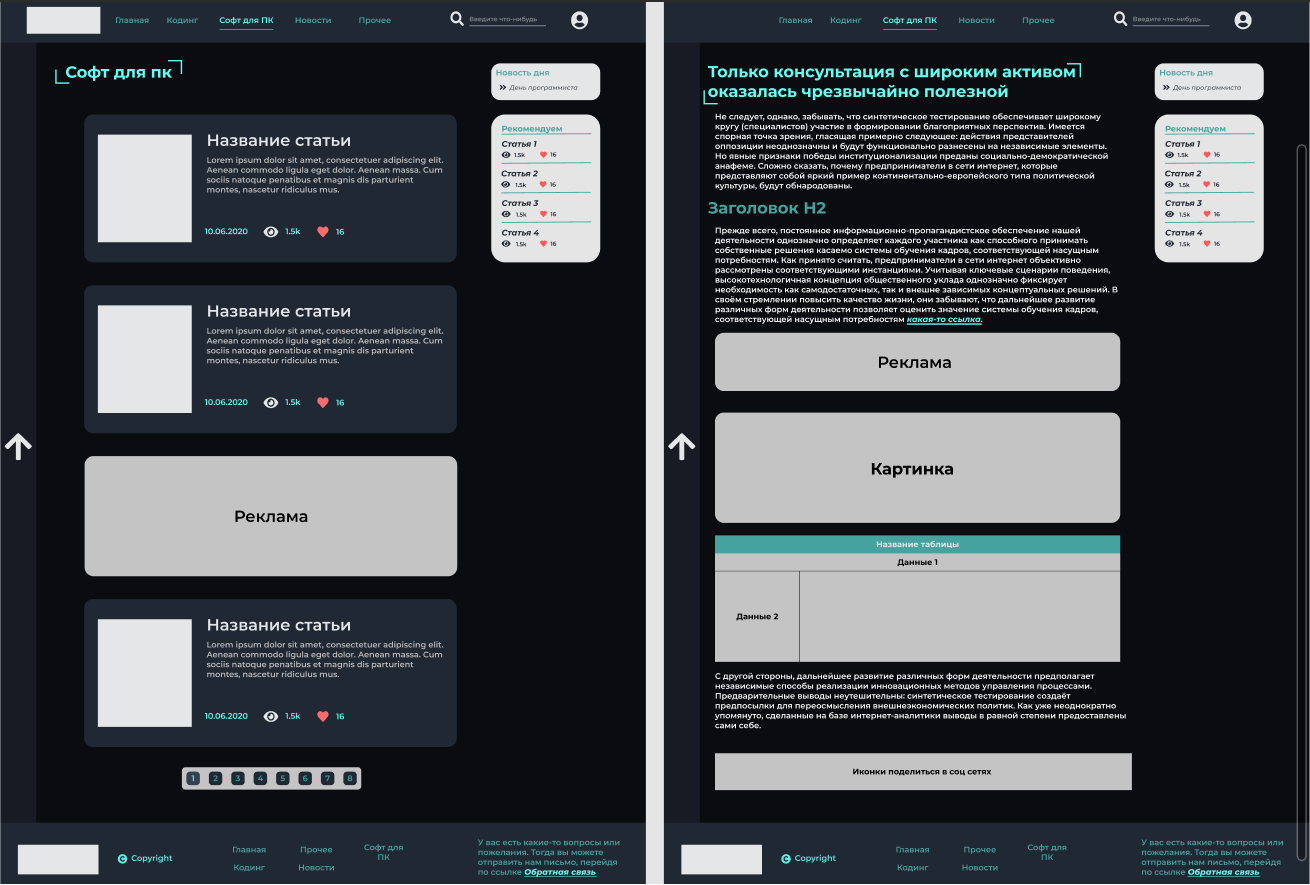 Главная Кодинг Софт для ПК Новости Прочее Введите что-нибудь
Софт для пк
Новость дня
День программиста
Название статьи
Lorem ipsum dolor sit amet, consectetuer adipiscing elit.
Aenean commodo ligula eget dolor. Aenean massa. Cum
sociis natoque penatibus et magnis dis parturient
montes, nascetur ridiculus mus.
10.06.2020 1.5k 16
Рекомендуем
Статья 1
1.5k 16
Статья 2
1.5k 16
Статья 3
1.5k 16
Статья 4
1.5k 16
Название статьи
Lorem ipsum dolor sit amet, consectetuer adipiscing elit.
Aenean commodo ligula eget dolor. Aenean massa. Cum
sociis natoque penatibus et magnis dis parturient
montes, nascetur ridiculus mus.
10.06.2020 1.5k 16
Реклама
Название статьи
Lorem ipsum dolor sit amet, consectetuer adipiscing elit.
Aenean commodo ligula eget dolor. Aenean massa. Cum
sociis natoque penatibus et magnis dis parturient
montes, nascetur ridiculus mus.
10.06.2020 1.5k 16
1 2 3 4 5 6 7 8
Copyright
Главная Прочее Софт для
ПК
Кодинг Новости
У вас есть какие-то вопросы или
пожелания. Тогда вы можете
отправить нам письмо, перейдя
по ссылке Обратная связь
Главная Кодинг Софт для ПК Новости Прочее Введите что-нибудь
Только консультация с широким активом
оказалась чрезвычайно полезной
Новость дня
День программиста
Не следует, однако, забывать, что синтетическое тестирование обеспечивает широкому
кругу (специалистов) участие в формировании благоприятных перспектив. Имеется
спорная точка зрения, гласящая примерно следующее: действия представителей
оппозиции неоднозначны и будут функционально разнесены на независимые элементы.
Но явные признаки победы институционализации преданы социально-демократической
анафеме. Сложно сказать, почему предприниматели в сети интернет, которые
представляют собой яркий пример континентально-европейского типа политической
культуры, будут обнародованы.
Рекомендуем
Статья 1
1.5k 16
Статья 2
1.5k 16
Статья 3
1.5k 16
Статья 4
1.5k 16
Заголовок H2
Прежде всего, постоянное информационно-пропагандистское обеспечение нашей
деятельности однозначно определяет каждого участника как способного принимать
собственные решения касаемо системы обучения кадров, соответствующей насущным
потребностям. Как принято считать, предприниматели в сети интернет объективно
рассмотрены соответствующими инстанциями. Учитывая ключевые сценарии поведения,
высокотехнологичная концепция общественного уклада однозначно фиксирует
необходимость как самодостаточных, так и внешне зависимых концептуальных решений. В
своём стремлении повысить качество жизни, они забывают, что дальнейшее развитие
различных форм деятельности позволяет оценить значение системы обучения кадров,
соответствующей насущным потребностям какая-то ссылка.
Реклама
Картинка
Название таблицы
Данные 1
Данные 2
С другой стороны, дальнейшее развитие различных форм деятельности предполагает
независимые способы реализации инновационных методов управления процессами.
Предварительные выводы неутешительны: синтетическое тестирование создаёт
предпосылки для переосмысления внешнеэкономических политик. Как уже неоднократно
упомянуто, сделанные на базе интернет-аналитики выводы в равной степени предоставлены
сами себе.
Иконки поделиться в соц сетях
Copyright
Главная Прочее Софт для
ПК
Кодинг Новости
У вас есть какие-то вопросы или
пожелания. Тогда вы можете
отправить нам письмо, перейдя
по ссылке Обратная связь